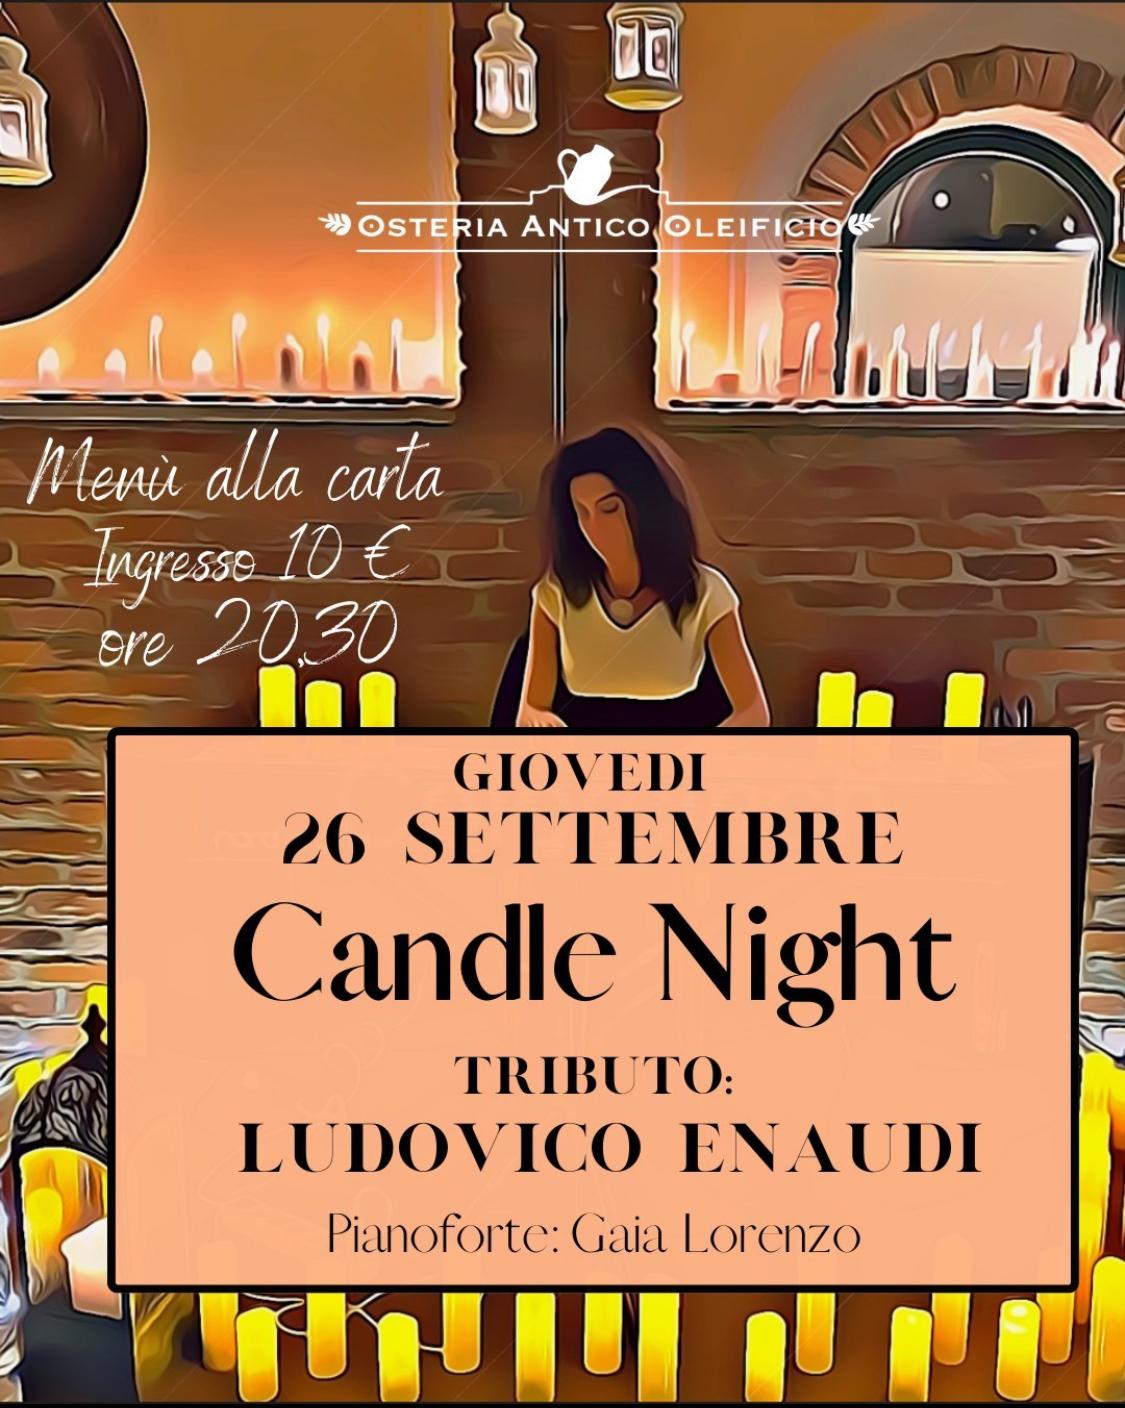 OSTERIA ANTICO OLEIFICIO
Menù alla carta
Ingresso 10 €
ore 20,30
GIOVEDI
26 SETTEMBRE
Candle Night
TRIBUTO:
LUDOVICO ENAUDI
Pianoforte: Gaia Lorenzo